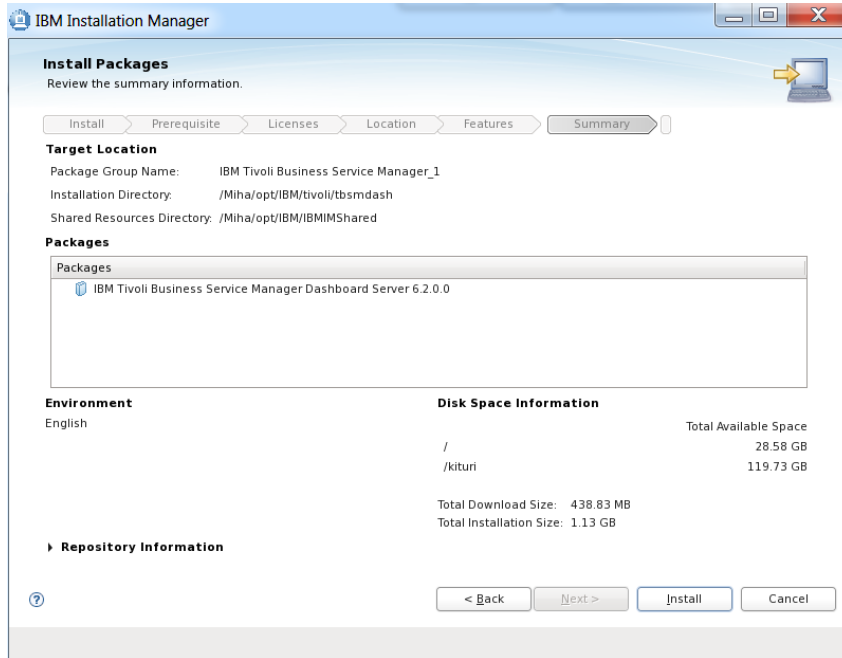 IBM Installation Manager
Install Packages
Review the summary information.
Install Prerequisite Licenses Location Features Summary
Target Location
Package Group Name: IBM Tivoli Business Service Manager_1
Installation Directory: /Miha/opt/IBM/tivoli/tbsmdash
Shared Resources Directory: /Miha/opt/IBM/IBMIMShared
Packages
Packages
IBM Tivoli Business Service Manager Dashboard Server 6.2.0.0
Environment
English
Disk Space Information
Total Available Space
/ 28.58 GB
/kituri 119.73 GB
Total Download Size: 438.83 MB
Total Installation Size: 1.13 GB
Repository Information
? < Back Next > Install Cancel